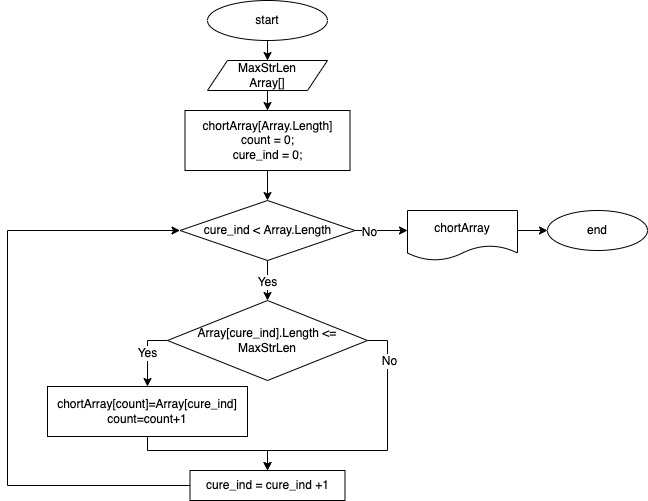 start
MaxStrLen
Array[]
chortArray[Array.Length]
count = 0;
cure_ind = 0;
cure_ind < Array.Length
No
chortArray
end
Yes
Array[cure_ind].Length <=
MaxStrLen
Yes
No
chortArray[count]=Array[cure_ind]
count=count+1
cure_ind = cure_ind +1